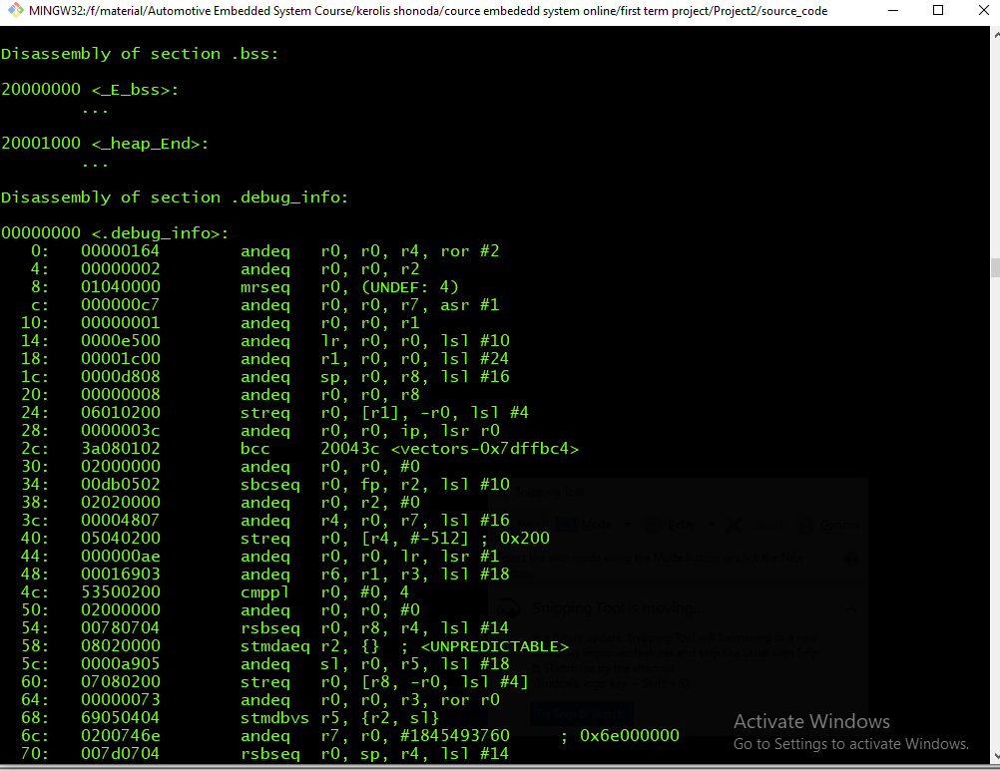 MINGW32:/f/material/Automotive Embedded System Course/kerolis shonoda/cource embededd system online/first term project/Project2/source_code
Disassembly of section .bss:
20000000 <_E_bss>:
...
20001000 <_heap_End>:
...
Disassembly of section .debug_info:
00000000 <.debug_info>:
0: 00000164 andeq r0, r0, r4, ror #2
4: 00000002 andeq r0, r0, r2
8: 01040000 mrseq r0, (UNDEF: 4)
c: 000000c7 andeq r0, r0, r7, asr #1
10: 00000001 andeq r0, r0, r1
14: 0000e500 andeq lr, r0, r0, lsl #10
18: 00001c00 andeq r1, r0, r0, lsl #24
1c: 0000d808 andeq sp, r0, r8, lsl #16
20: 00000008 andeq r0, r0, r8
24: 06010200 streq r0, [r1], -r0, lsl #4
28: 0000003c andeq r0, r0, ip, lsr r0
2c: 3a080102 bcc 20043c <vectors-0x7dffbc4>
30: 02000000 andeq r0, r0, #0
34: 00db0502 sbcseq r0, fp, r2, lsl #10
38: 02020000 andeq r0, r2, #0
3c: 00004807 andeq r4, r0, r7, lsl #16
40: 05040200 streq r0, [r4, #-512] ; 0x200
44: 000000ae andeq r0, r0, lr, lsr #1
48: 00016903 andeq r6, r1, r3, lsl #18
4c: 53500200 cmppl r0, #0, 4
50: 02000000 andeq r0, r0, #0
54: 00780704 rsbseq r0, r8, r4, lsl #14
58: 08020000 stmdaeq r2, {} ; <UNPREDICTABLE>
5c: 0000a905 andeq sl, r0, r5, lsl #18
60: 07080200 streq r0, [r8, -r0, lsl #4]
64: 00000073 andeq r0, r0, r3, ror r0
68: 69050404 stmdbvs r5, {r2, sl}
6c: 0200746e andeq r7, r0, #1845493760 ; 0x6e000000
70: 007d0704 rsbseq r0, sp, r4, lsl #14
Snipping Tool is moving...
Activate Windows
Go to Settings to activate Windows.